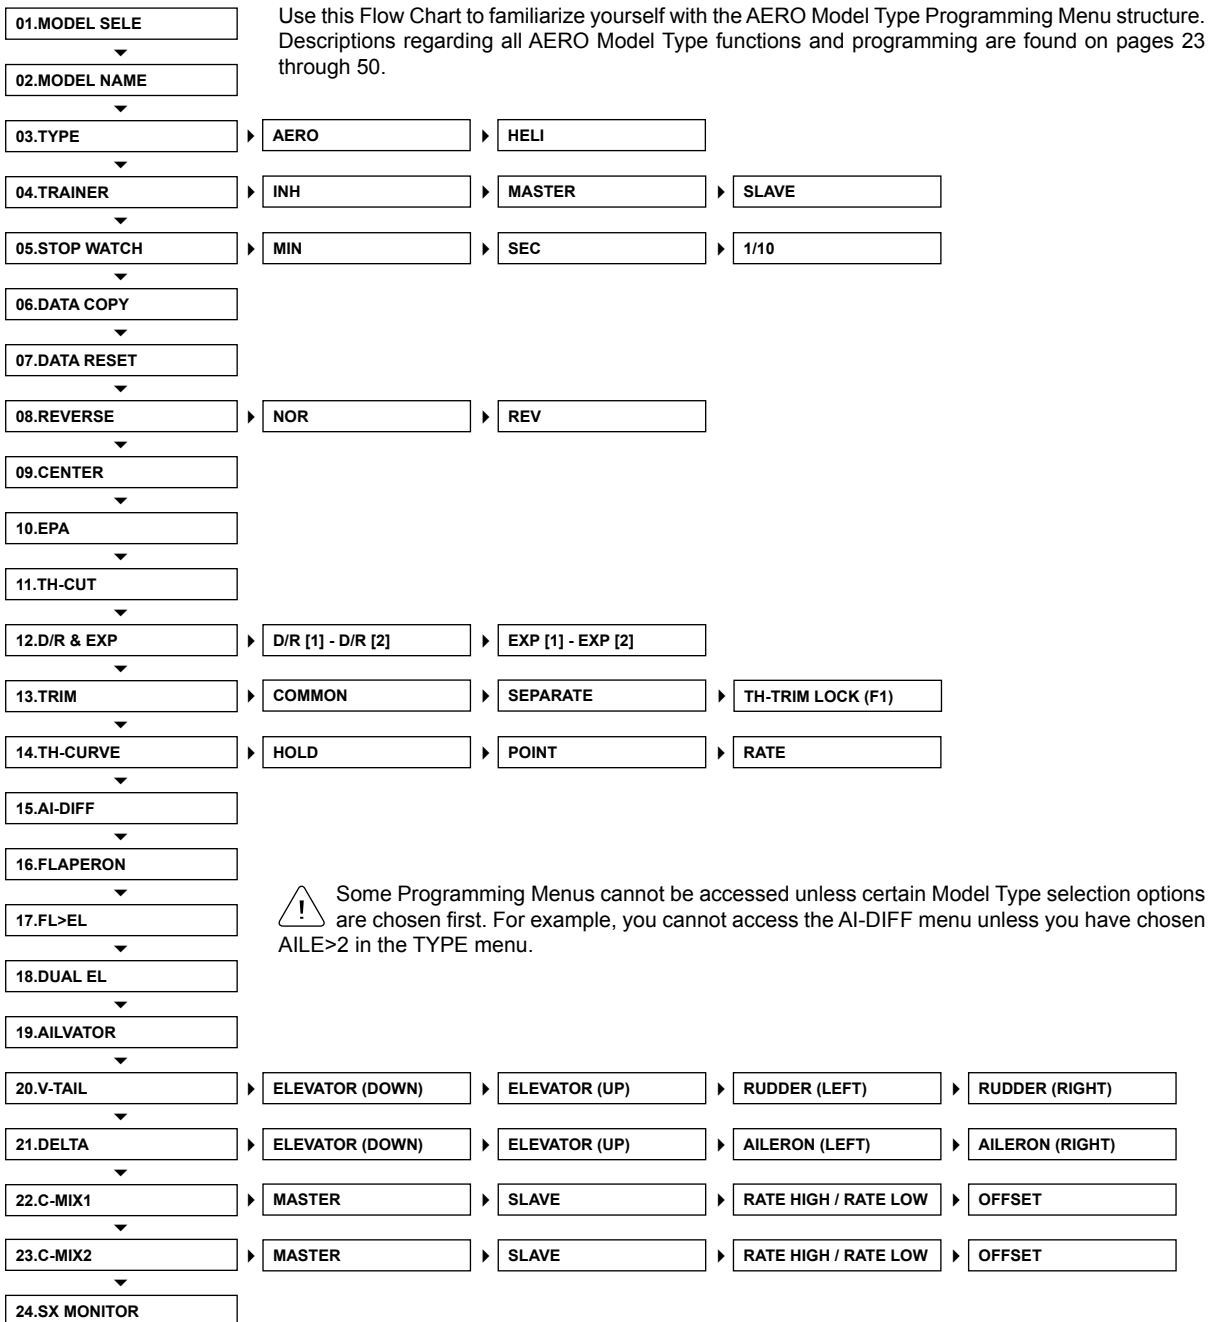 01.MODEL SELE
Use this Flow Chart to familiarize yourself with the AERO Model Type Programming Menu structure.
Descriptions regarding all AERO Model Type functions and programming are found on pages 23
through 50.
02.MODEL NAME
03.TYPE AERO HELI
04.TRAINER INH MASTER SLAVE
05.STOP WATCH MIN SEC 1/10
06.DATA COPY
07.DATA RESET
08.REVERSE NOR REV
09.CENTER
10.EPA
11.TH-CUT
12.D/R & EXP D/R [1] - D/R [2] EXP [1] - EXP [2]
13.TRIM COMMON SEPARATE TH-TRIM LOCK (F1)
14.TH-CURVE HOLD POINT RATE
15.AI-DIFF
16.FLAPERON
17.FL>EL
Some Programming Menus cannot be accessed unless certain Model Type selection options
are chosen first. For example, you cannot access the AI-DIFF menu unless you have chosen
AILE>2 in the TYPE menu.
18.DUAL EL
19.AILVATOR
20.V-TAIL ELEVATOR (DOWN) ELEVATOR (UP) RUDDER (LEFT) RUDDER (RIGHT)
21.DELTA ELEVATOR (DOWN) ELEVATOR (UP) AILERON (LEFT) AILERON (RIGHT)
22.C-MIX1 MASTER SLAVE RATE HIGH / RATE LOW OFFSET
23.C-MIX2 MASTER SLAVE RATE HIGH / RATE LOW OFFSET
24.SX MONITOR